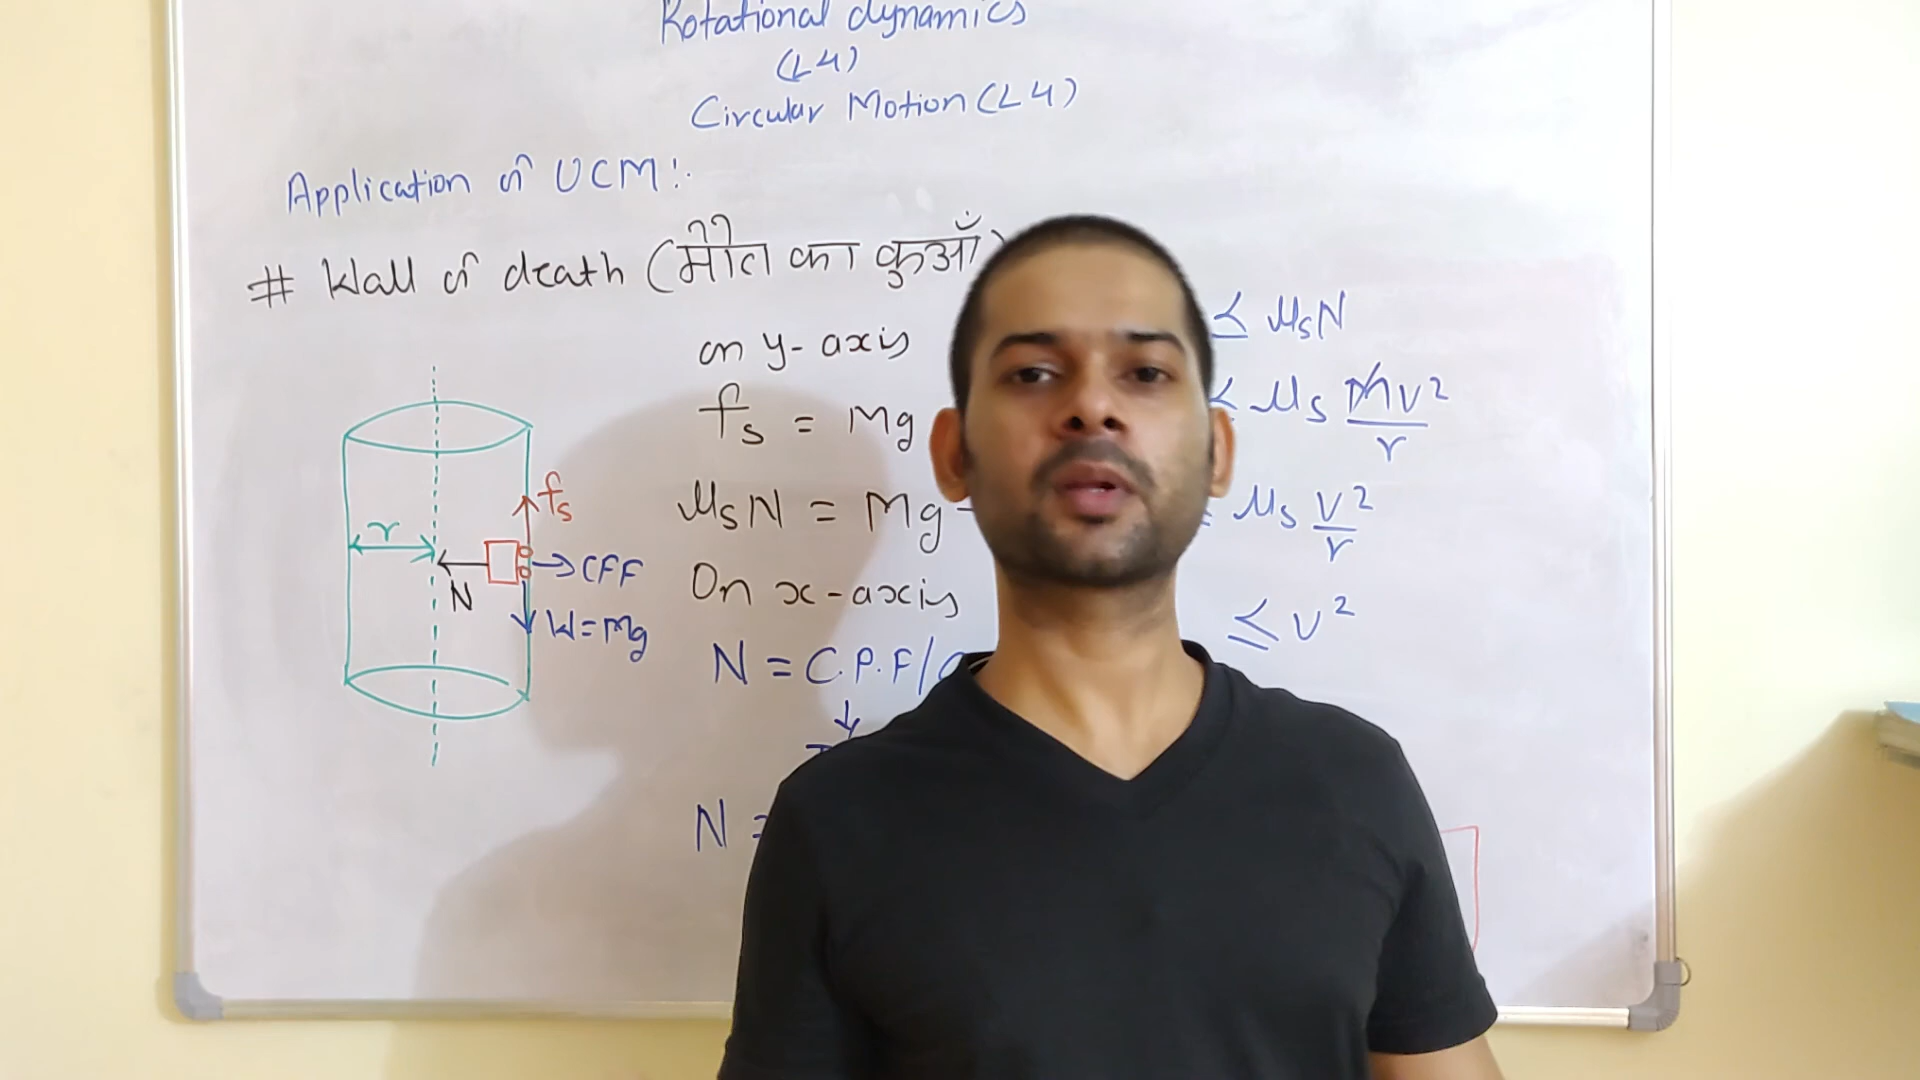 Rotational dynamics
(L4)
Circular Motion (L4)
Application of UCM:.
# Wall of death (मौत का कुआँ)
on y-axis
fs = Mg
μsN = Mg
On x-axis
N = C.P.F/
↓
N =
≤ μsN
≤ μs mv²/r
μs v²/r
≤ v²
r
N
fs
→CFF
W=Mg